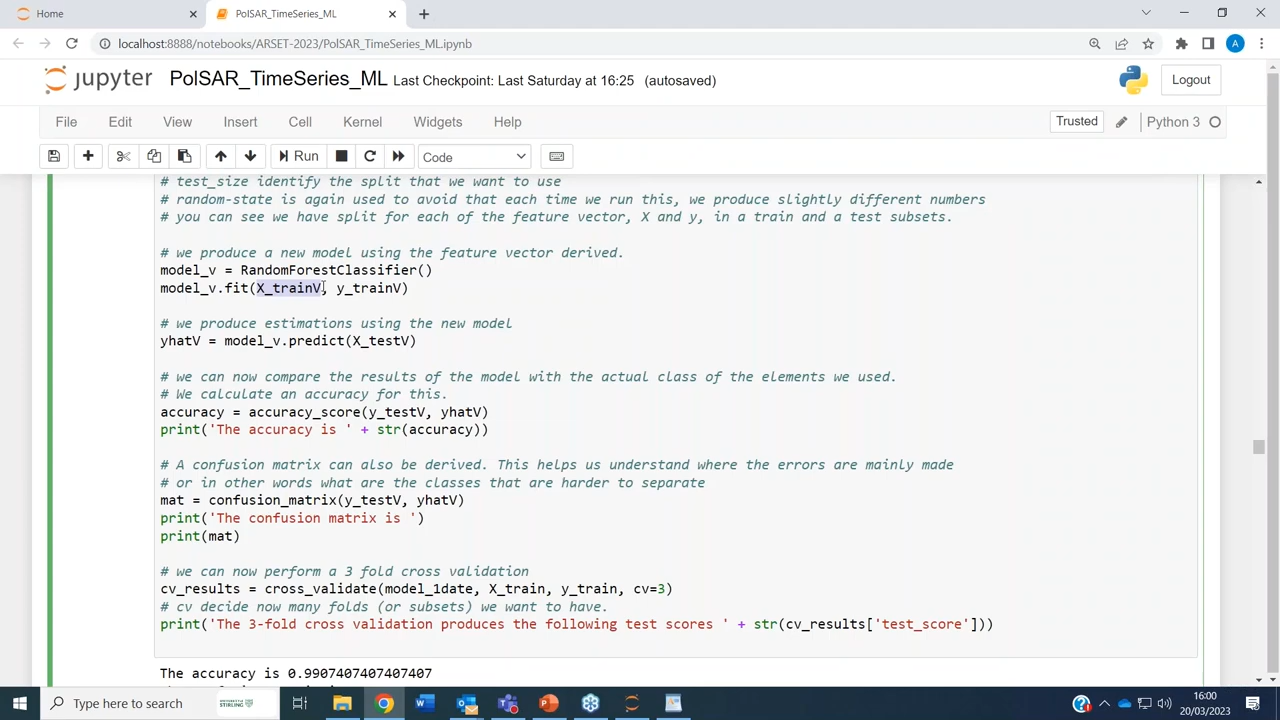 Home
PolSAR_TimeSeries_ML
localhost:8888/notebooks/ARSET-2023/PolSAR_TimeSeries_ML.ipynb
A
jupyter PolSAR_TimeSeries_ML Last Checkpoint: Last Saturday at 16:25 (autosaved)
Logout
File Edit View Insert Cell Kernel Widgets Help
Trusted
Python 3
Run
Code
# test_size identify the split that we want to use
# random-state is again used to avoid that each time we run this, we produce slightly different numbers
# you can see we have split for each of the feature vector, X and y, in a train and a test subsets.
# we produce a new model using the feature vector derived.
model_v = RandomForestClassifier()
model_v.fit(X_trainV, y_trainV)
# we produce estimations using the new model
yhatV = model_v.predict(X_testV)
# we can now compare the results of the model with the actual class of the elements we used.
# We calculate an accuracy for this.
accuracy = accuracy_score(y_testV, yhatV)
print('The accuracy is ' + str(accuracy))
# A confusion matrix can also be derived. This helps us understand where the errors are mainly made
# or in other words what are the classes that are harder to separate
mat = confusion_matrix(y_testV, yhatV)
print('The confusion matrix is ')
print(mat)
# we can now perform a 3 fold cross validation
cv_results = cross_validate(model_1date, X_train, y_train, cv=3)
# cv decide now many folds (or subsets) we want to have.
print('The 3-fold cross validation produces the following test scores ' + str(cv_results['test_score']))
The accuracy is 0.9907407407407407
Type here to search
16:00
20/03/2023